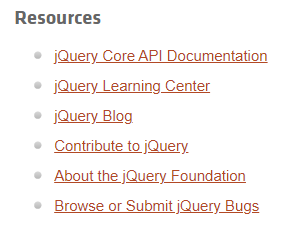 Resources
jQuery Core API Documentation
jQuery Learning Center
jQuery Blog
Contribute to jQuery
About the jQuery Foundation
Browse or Submit jQuery Bugs